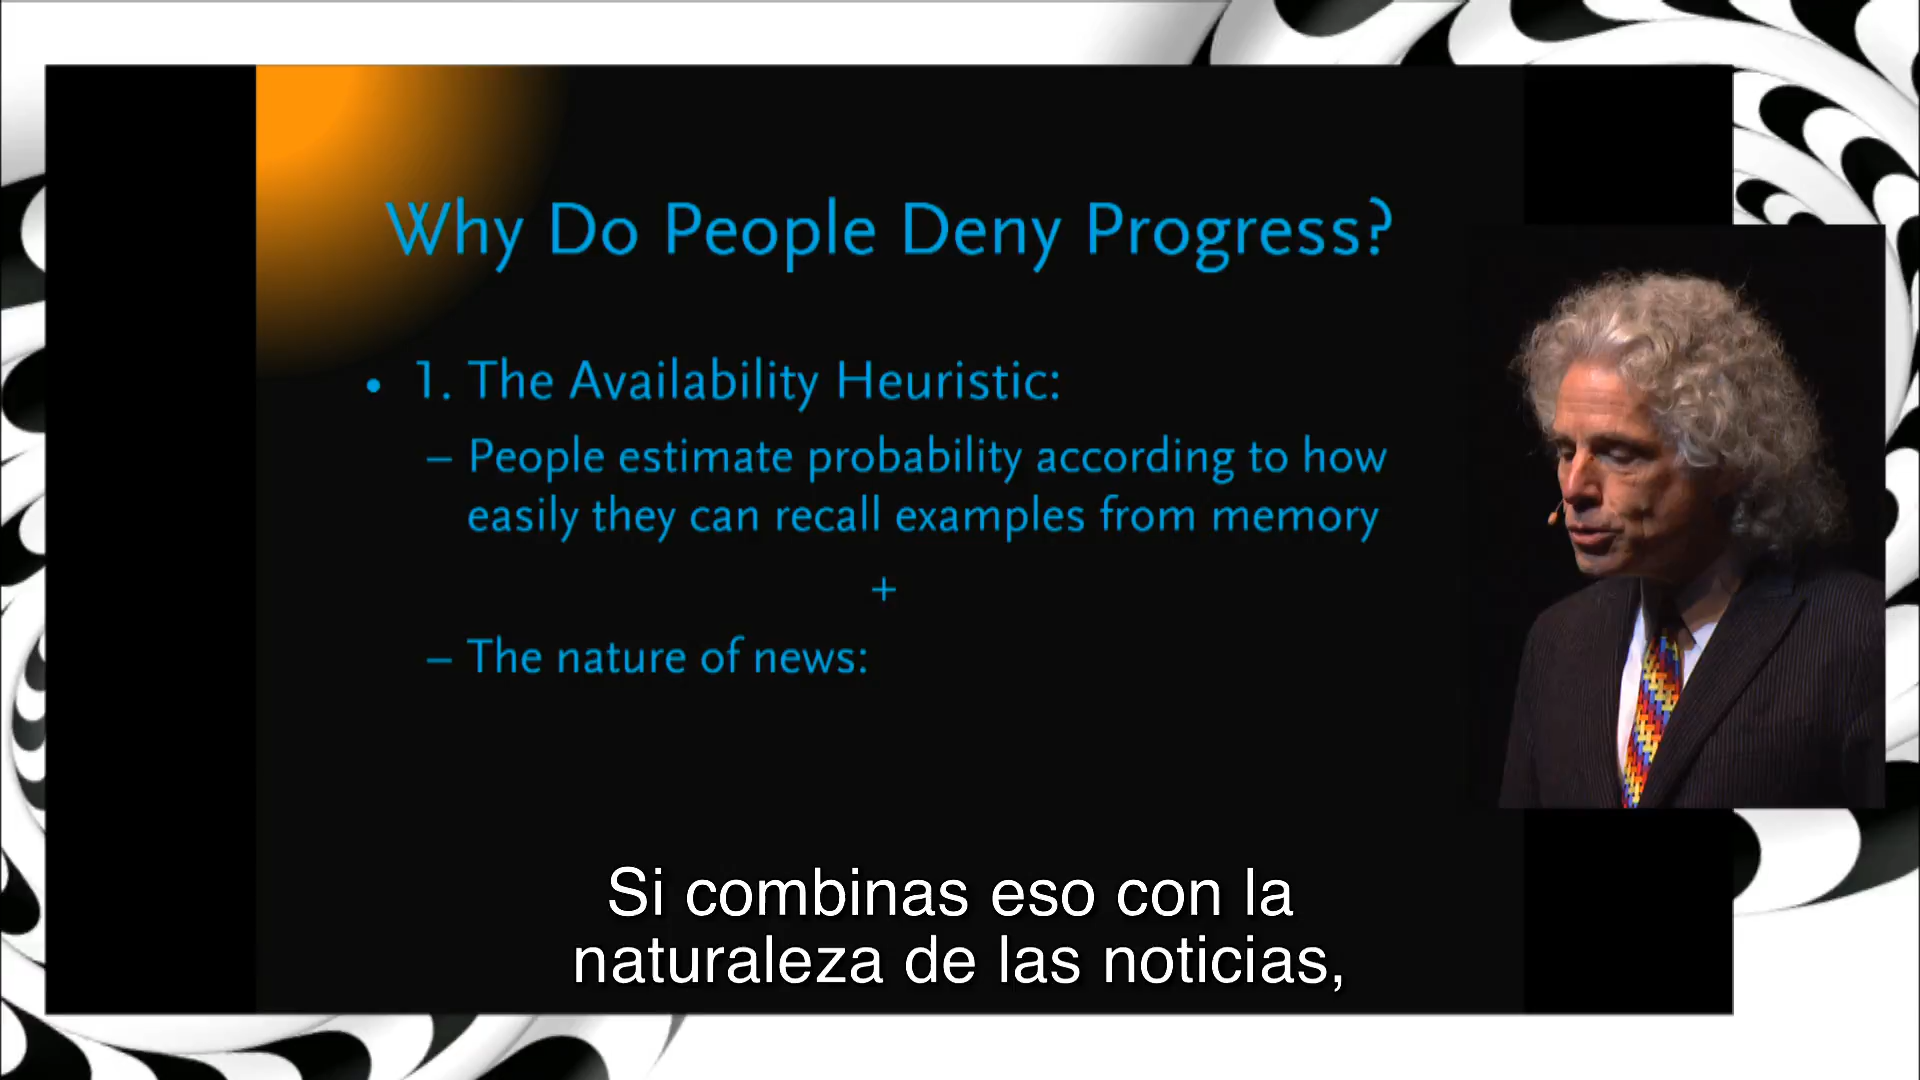 Why Do People Deny Progress?
• 1. The Availability Heuristic:
– People estimate probability according to how
easily they can recall examples from memory
+
– The nature of news:
Si combinas eso con la
naturaleza de las noticias,